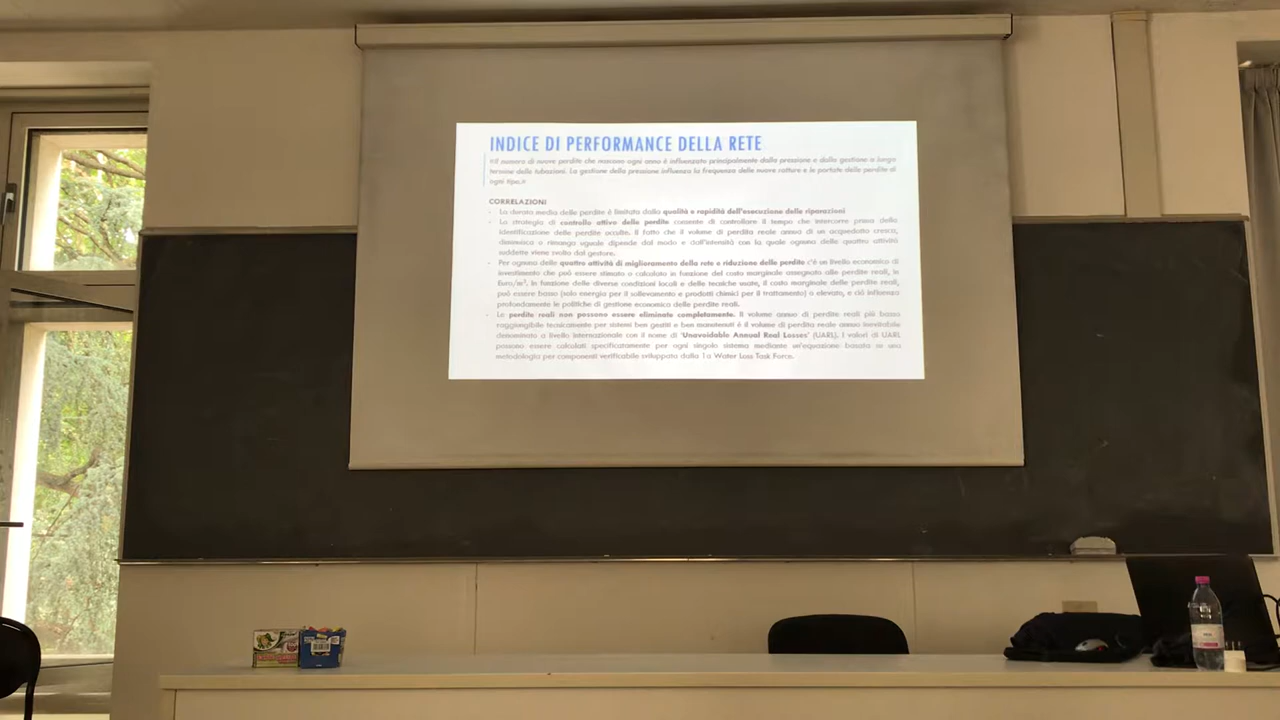 INDICE DI PERFORMANCE DELLA RETE
Il numero di nuove perdite che nascono ogni anno è influenzato principalmente dalla pressione e dalla gestione a lungo
termine delle tubazioni. La gestione della pressione influenza la frequenza delle nuove rotture e le portate delle perdite di
ogni tipo.
CORRELAZIONI
- La durata media delle perdite è limitata dalla qualità e rapidità dell'esecuzione delle riparazioni
- La strategia di controllo attivo delle perdite consente di controllare il tempo che intercorre prima della
identificazione delle perdite occulte. Il fatto che il volume di perdita reale annua di un acquedotto cresca,
diminuisca o rimanga uguale dipende dal modo e dall'intensità con la quale ognuna delle quattro attività
suddette viene svolta dal gestore.
- Per ognuna delle quattro attività di miglioramento della rete e riduzione delle perdite c'è un livello economico di
investimento che può essere stimato o calcolato in funzione del costo marginale assegnato alle perdite reali, in
Euro/m³. In funzione delle diverse condizioni locali e delle tecniche usate, il costo marginale delle perdite reali,
può essere basso (solo energia per il sollevamento e prodotti chimici per il trattamento) o elevato, e ciò influenza
profondamente le politiche di gestione economica delle perdite reali.
- Le perdite reali non possono essere eliminate completamente. Il volume annuo di perdite reali più basso
raggiungibile tecnicamente per sistemi ben gestiti e ben manutenuti è il volume di perdita reale annua inevitabile
denominato a livello internazionale con il nome di 'Unavoidable Annual Real Losses' (UARL). I valori di UARL
possono essere calcolati specificatamente per ogni singolo sistema mediante un'equazione basata su una
metodologia per componenti verificabile sviluppata dalla 1a Water Loss Task Force.